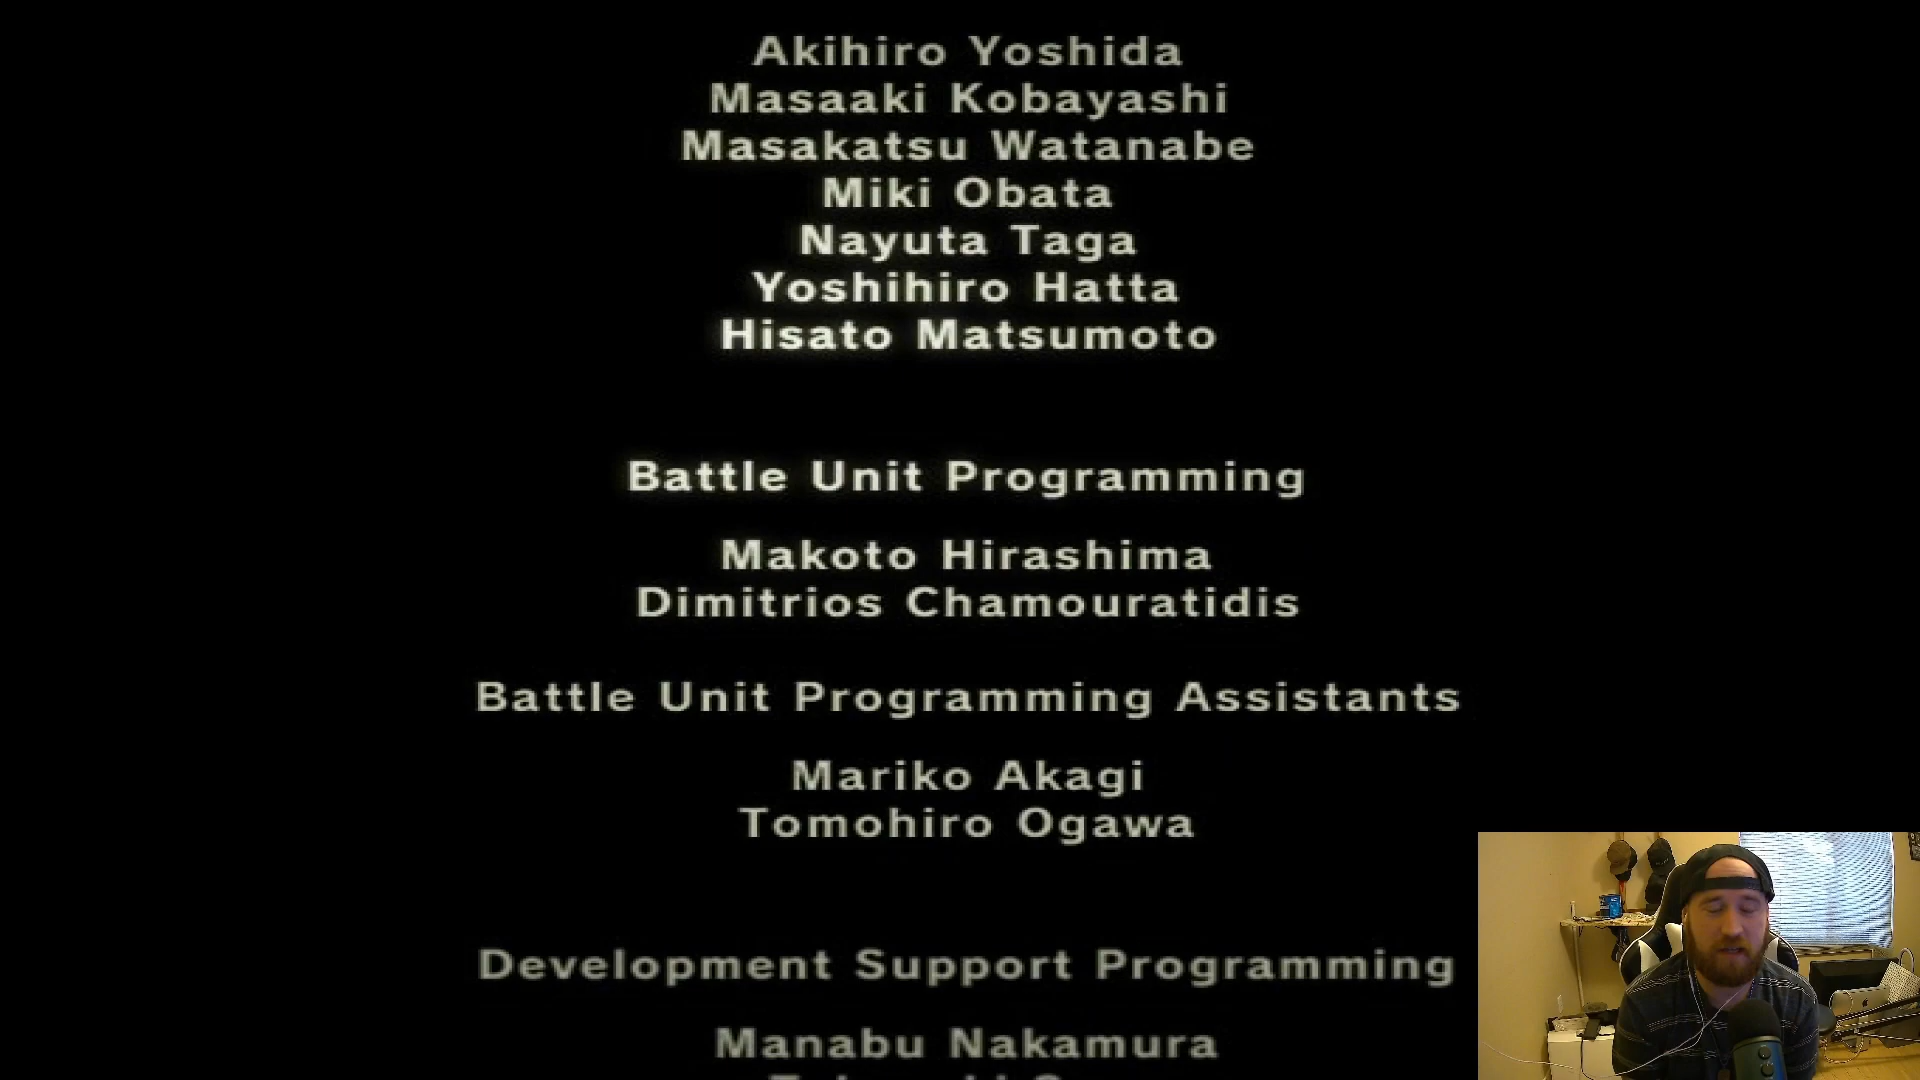 Akihiro Yoshida
Masaaki Kobayashi
Masakatsu Watanabe
Miki Obata
Nayuta Taga
Yoshihiro Hatta
Hisato Matsumoto
Battle Unit Programming
Makoto Hirashima
Dimitrios Chamouratidis
Battle Unit Programming Assistants
Mariko Akagi
Tomohiro Ogawa
Development Support Programming
Manabu Nakamura